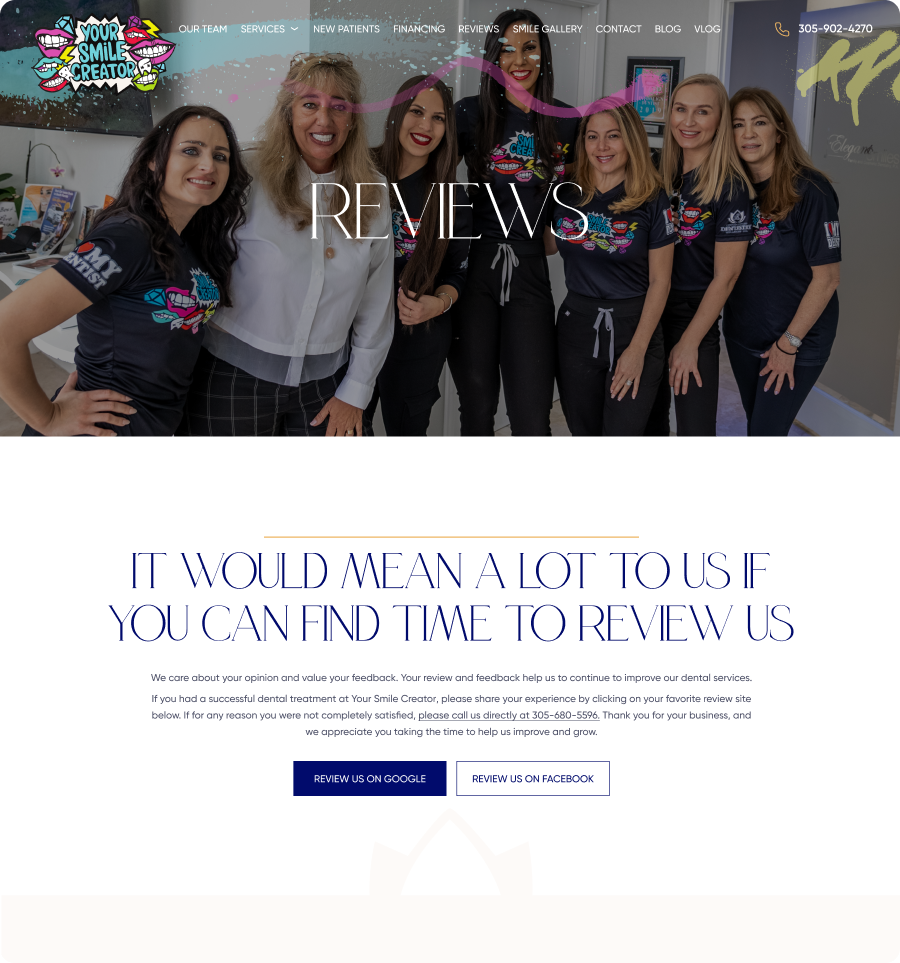 YOUR
SMILE
CREATOR
OUR TEAM SERVICES NEW PATIENTS FINANCING REVIEWS SMILE GALLERY CONTACT BLOG VLOG 305-902-4270
REVIEWS
I MY
DENTIST
IT WOULD MEAN A LOT TO US IF
YOU CAN FIND TIME TO REVIEW US
We care about your opinion and value your feedback. Your review and feedback help us to continue to improve our dental services.
If you had a successful dental treatment at Your Smile Creator, please share your experience by clicking on your favorite review site
below. If for any reason you were not completely satisfied, please call us directly at 305-680-5596. Thank you for your business, and
we appreciate you taking the time to help us improve and grow.
REVIEW US ON GOOGLE REVIEW US ON FACEBOOK